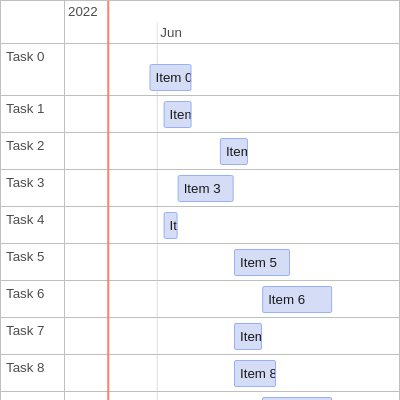 2022
Jun
Task 0
Item 0
Task 1
Item
Task 2
Item
Task 3
Item 3
Task 4
It
Task 5
Item 5
Task 6
Item 6
Task 7
Item
Task 8
Item 8